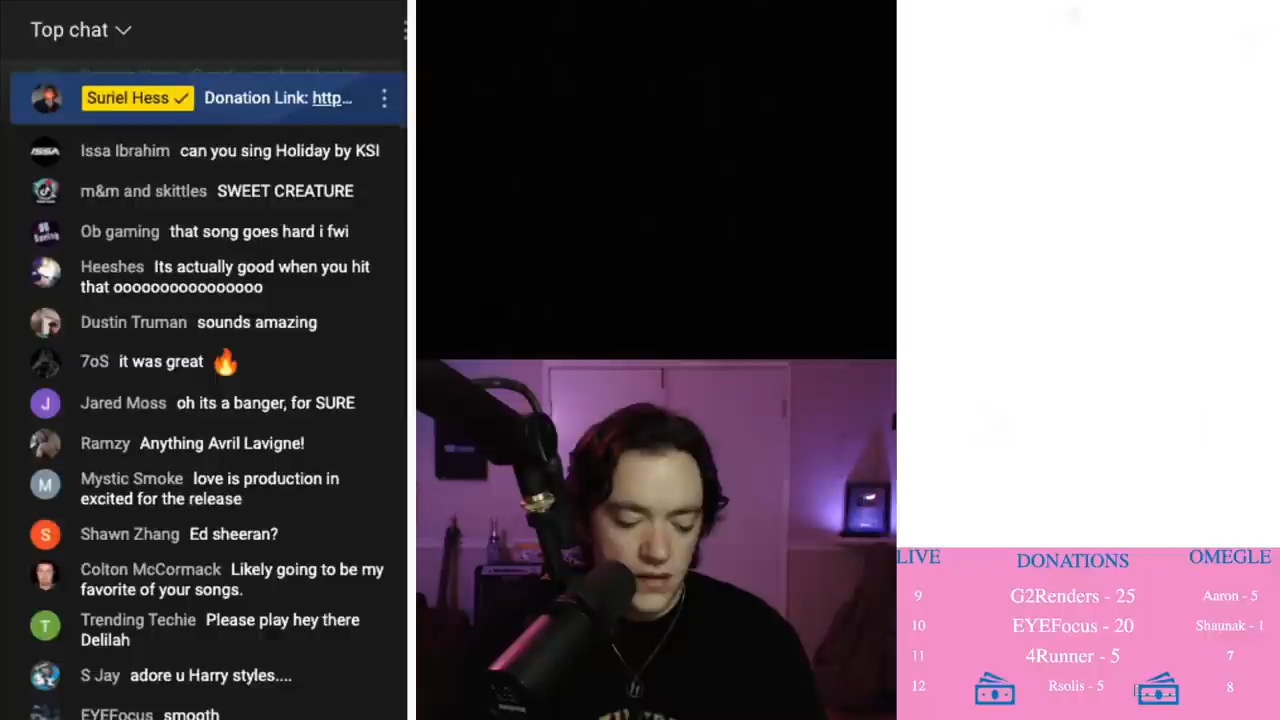 Top chat
Suriel Hess Donation Link: http...
Issa Ibrahim can you sing Holiday by KSI
m&m and skittles SWEET CREATURE
Ob gaming that song goes hard i fwi
Heeshes Its actually good when you hit
that oooooooooooooooo
Dustin Truman sounds amazing
7oS it was great 🔥
Jared Moss oh its a banger, for SURE
Ramzy Anything Avril Lavigne!
Mystic Smoke love is production in
excited for the release
Shawn Zhang Ed sheeran?
Colton McCormack Likely going to be my
favorite of your songs.
Trending Techie Please play hey there
Delilah
S Jay adore u Harry styles....
EYEFocus smooth
LIVE DONATIONS OMEGLE
9 G2Renders - 25 Aaron - 5
10 EYEFocus - 20 Shaunak - 1
11 4Runner - 5 7
12 Rsolis - 5 8